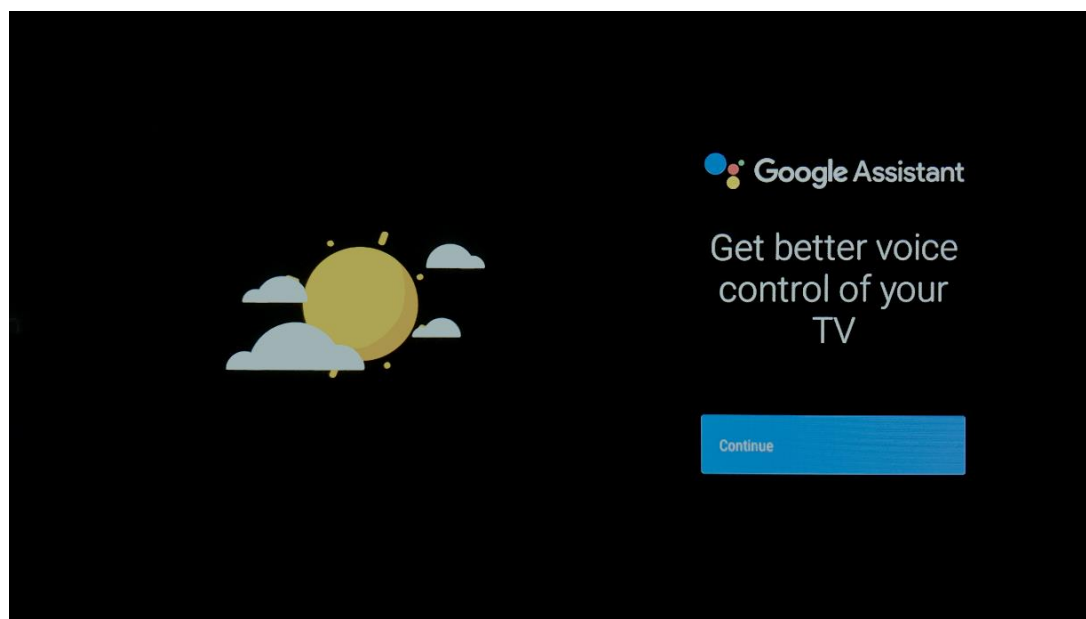 Google Assistant
Get better voice
control of your
TV
Continue